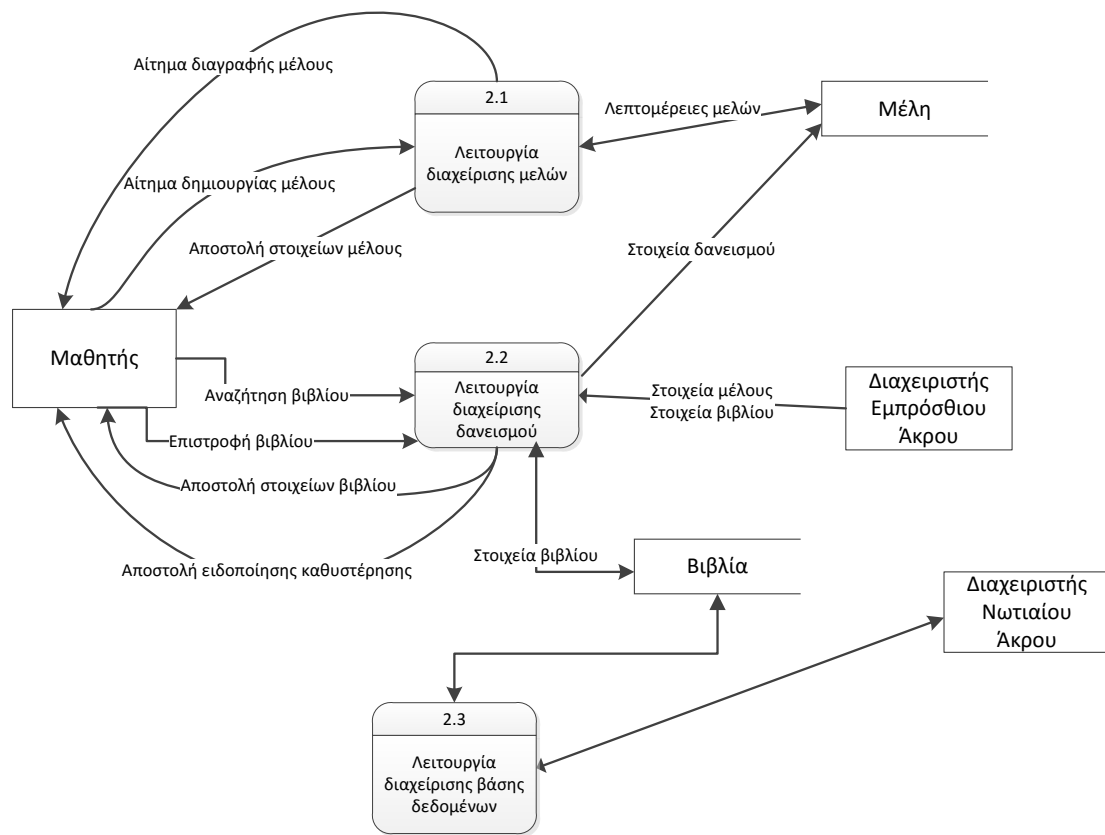 Αίτημα διαγραφής μέλους
2.1
Λειτουργία
διαχείρισης μελών
Λεπτομέρειες μελών
Μέλη
Αίτημα δημιουργίας μέλους
Αποστολή στοιχείων μέλους
Στοιχεία δανεισμού
Μαθητής
2.2
Λειτουργία
διαχείρισης
δανεισμού
Αναζήτηση βιβλίου
Στοιχεία μέλους
Στοιχεία βιβλίου
Διαχειριστής
Εμπρόσθιου
Άκρου
Επιστροφή βιβλίου
Αποστολή στοιχείων βιβλίου
Αποστολή ειδοποίησης καθυστέρησης
Στοιχεία βιβλίου
Βιβλία
Διαχειριστής
Νωτιαίου
Άκρου
2.3
Λειτουργία
διαχείρισης βάσης
δεδομένων